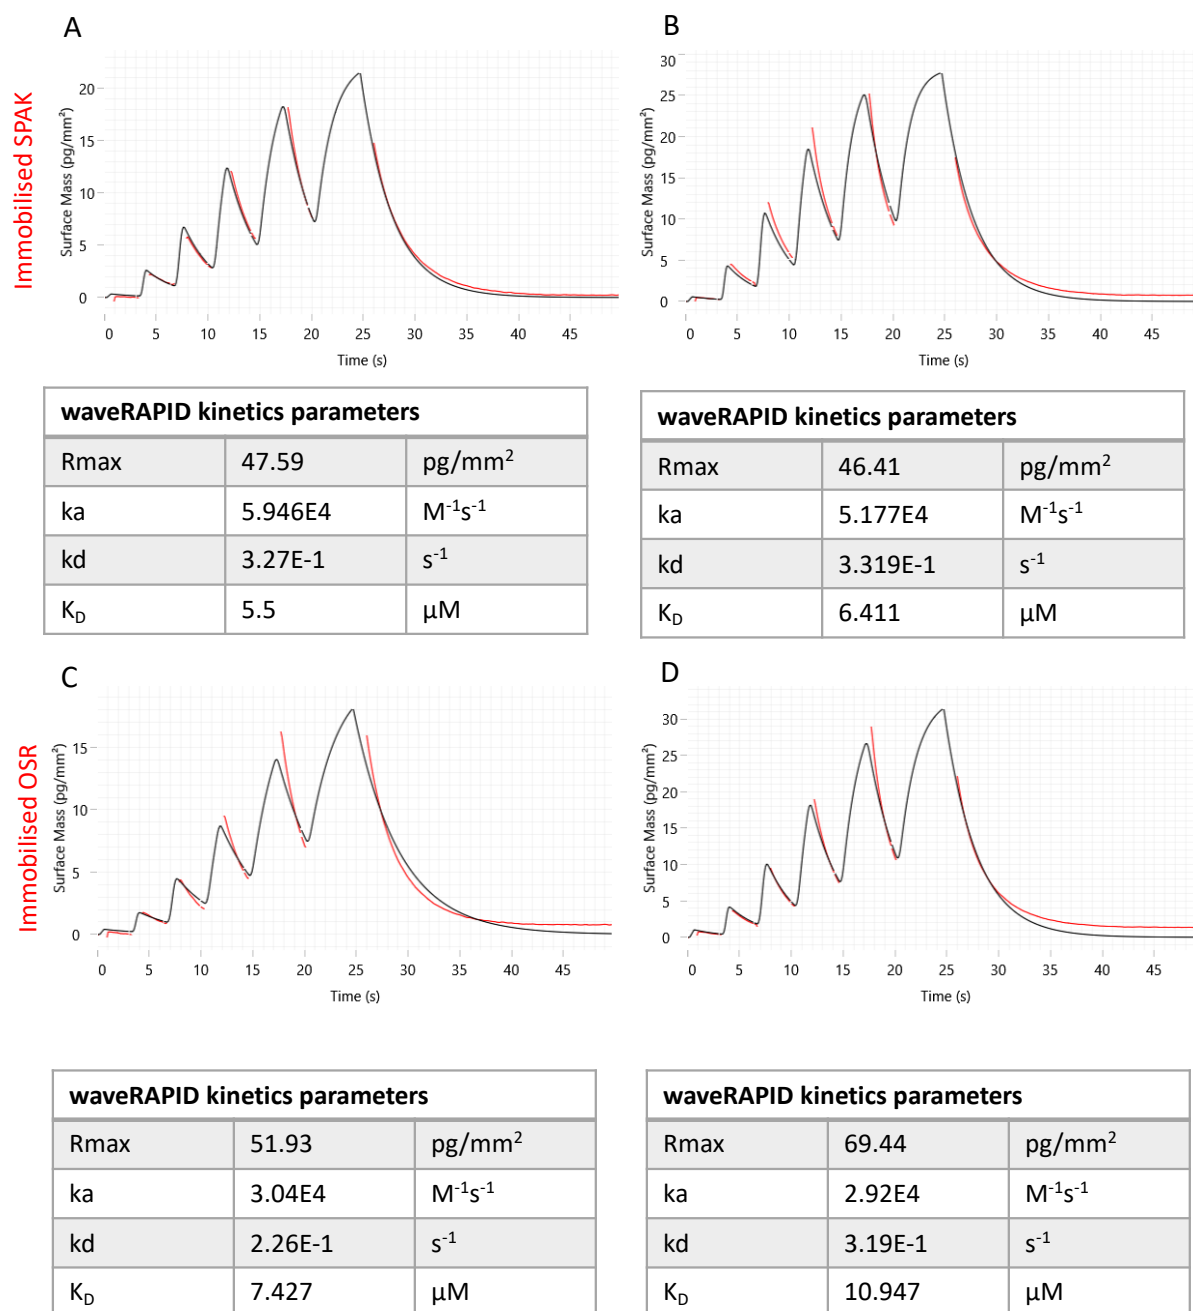 A
Immobilised SPAK
Surface Mass (pg/mm²)
20
15
10
5
0
0 5 10 15 20 25 30 35 40 45
Time (s)
waveRAPID kinetics parameters
Rmax 47.59 pg/mm²
ka 5.946E4 M⁻¹s⁻¹
kd 3.27E-1 s⁻¹
K_D 5.5 µM
B
Surface Mass (pg/mm²)
30
25
20
15
10
5
0
0 5 10 15 20 25 30 35 40 45
Time (s)
waveRAPID kinetics parameters
Rmax 46.41 pg/mm²
ka 5.177E4 M⁻¹s⁻¹
kd 3.319E-1 s⁻¹
K_D 6.411 µM
C
Immobilised OSR
Surface Mass (pg/mm²)
15
10
5
0
0 5 10 15 20 25 30 35 40 45
Time (s)
waveRAPID kinetics parameters
Rmax 51.93 pg/mm²
ka 3.04E4 M⁻¹s⁻¹
kd 2.26E-1 s⁻¹
K_D 7.427 µM
D
Surface Mass (pg/mm²)
30
25
20
15
10
5
0
0 5 10 15 20 25 30 35 40 45
Time (s)
waveRAPID kinetics parameters
Rmax 69.44 pg/mm²
ka 2.92E4 M⁻¹s⁻¹
kd 3.19E-1 s⁻¹
K_D 10.947 µM